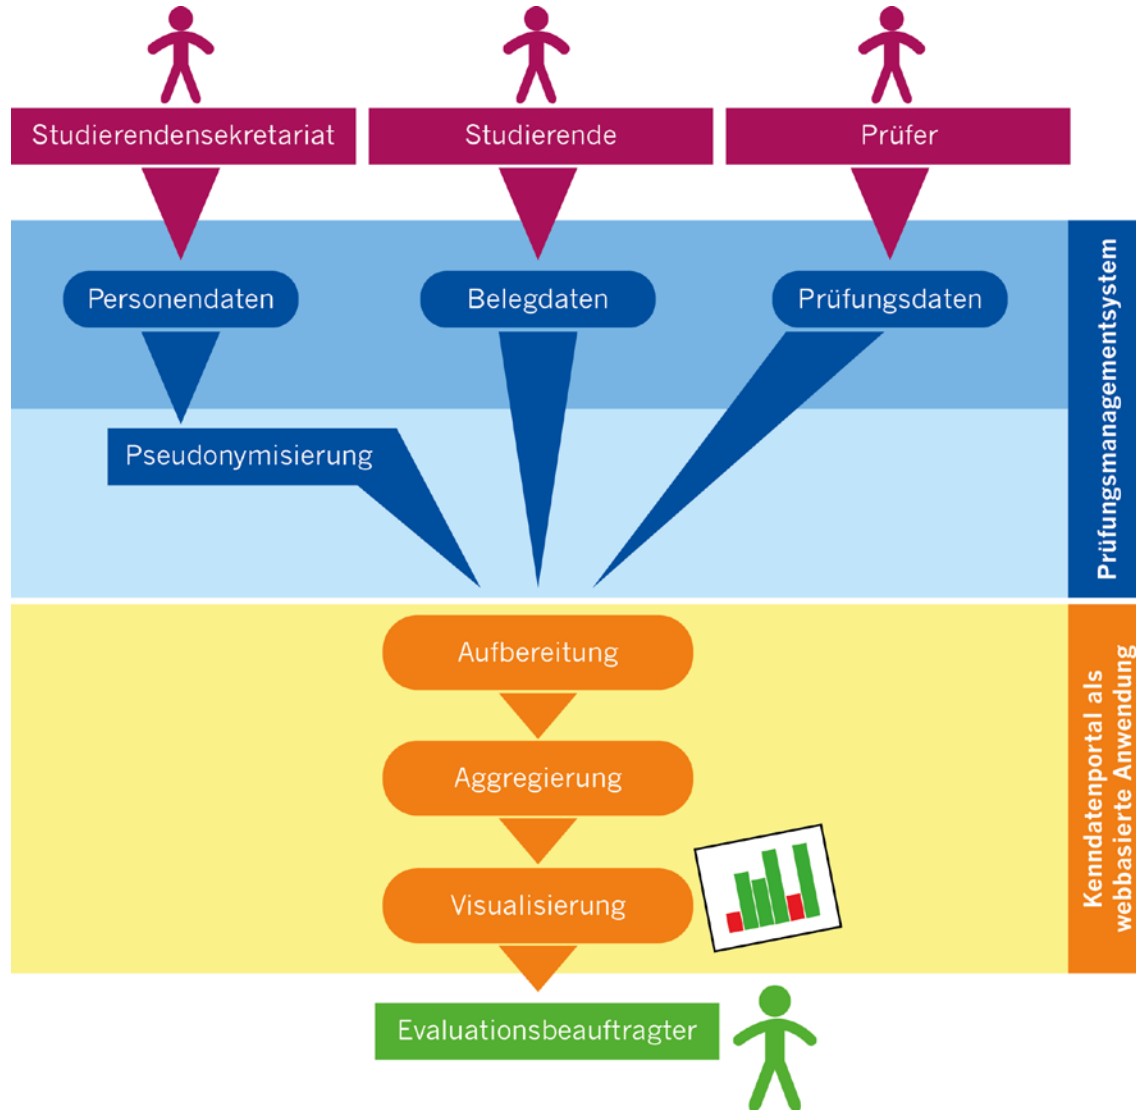 Studierendensekretariat
Studierende
Prüfer
Personendaten
Belegdaten
Prüfungsdaten
Pseudonymisierung
Prüfungsmanagementsystem
Aufbereitung
Aggregierung
Visualisierung
Kenndatenportal als
webbasierte Anwendung
Evaluationsbeauftragter